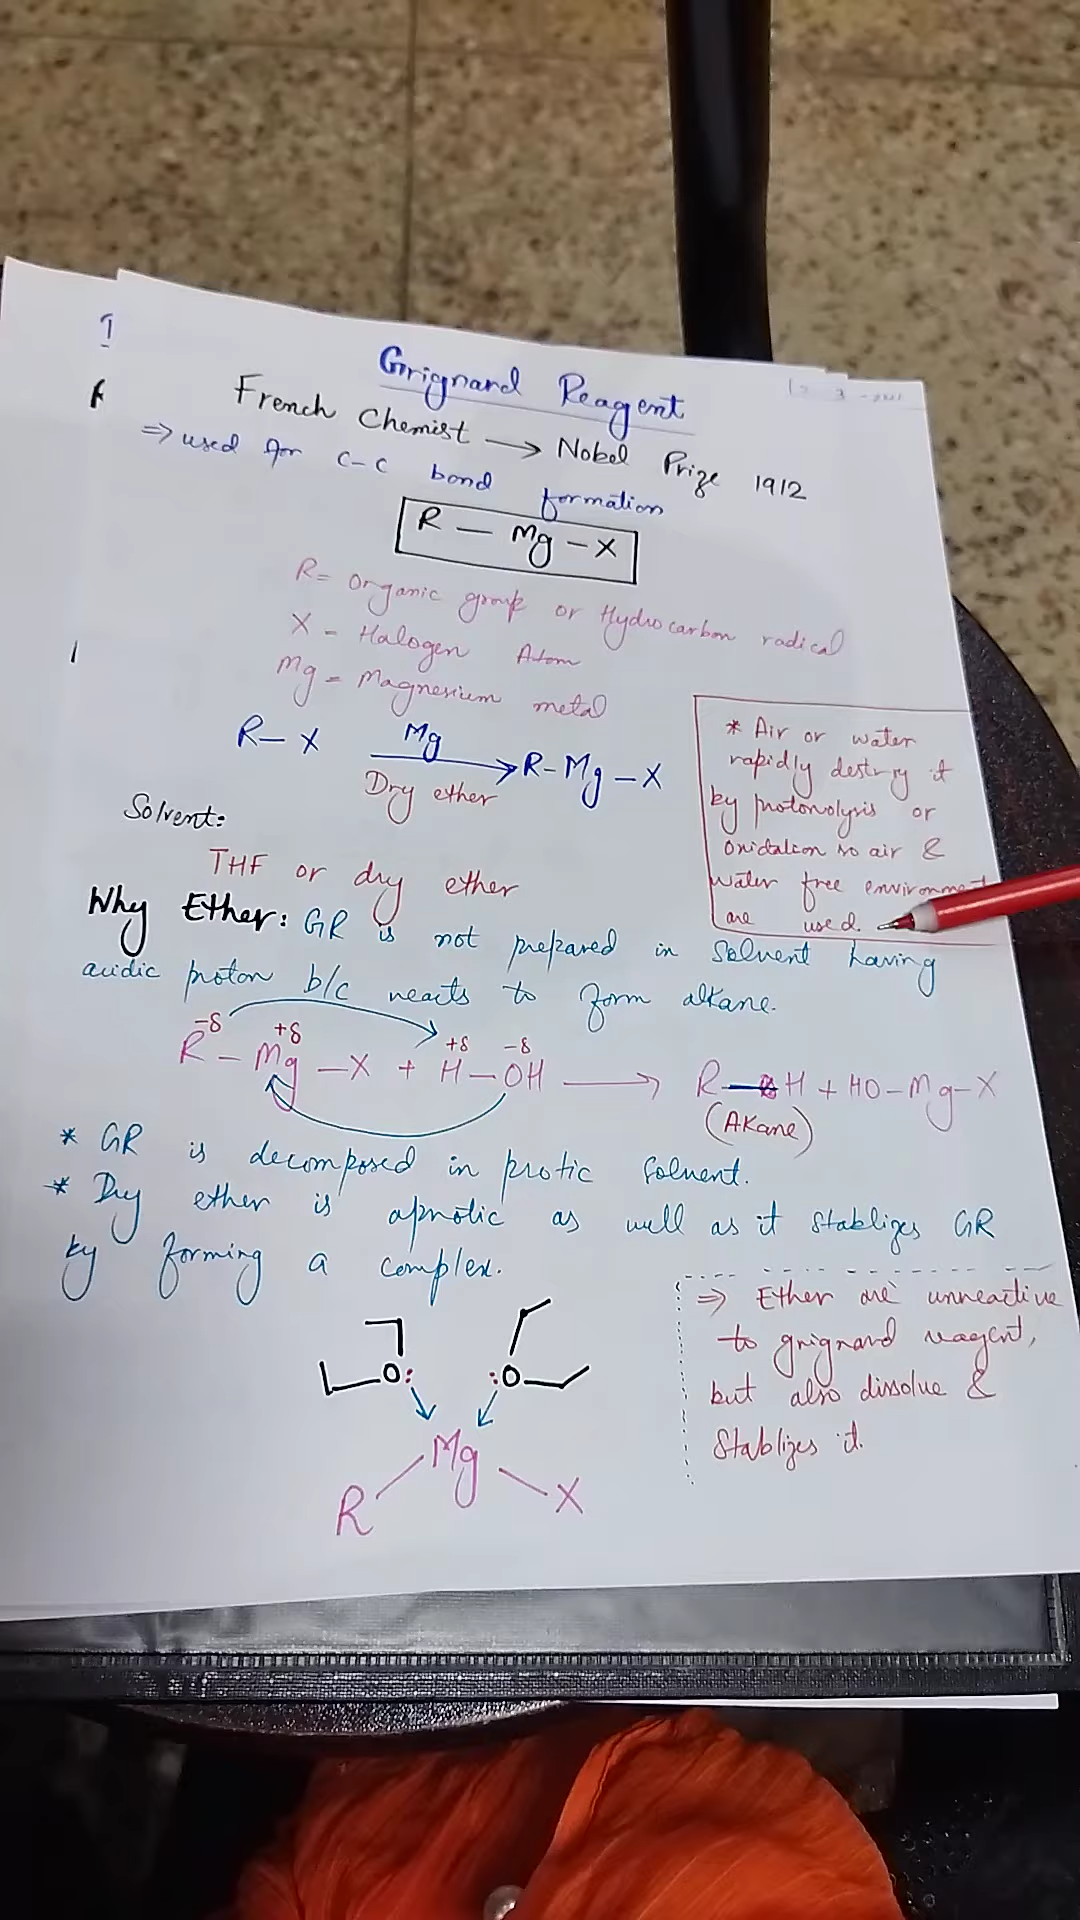 Grignard Reagent
French Chemist → Nobel Prize 1912
⇒ used for C-C bond formation
R — Mg — X
R= Organic group or Hydrocarbon radical
X - Halogen Atom
Mg = Magnesium metal
R— X Mg Dry ether → R-Mg—X
* Air or water
rapidly destroy it
by protonolysis or
Oxidation so air &
water free environment
are used.
Solvent:
THF or dry ether
Why Ether: GR is not prepared in solvent having
acidic proton b/c reacts to form alkane.
-δ +δ +δ -δ
R — Mg —X + H—OH ⟶ R—H + HO—Mg—X
(Akane)
* GR is decomposed in protic solvent.
* Dry ether is aprotic as well as it stablizes GR
by forming a complex.
⇒ Ether are unreactive
to grignard reagent,
but also dissolve &
Stablizes it.
O: :O
Mg
R X